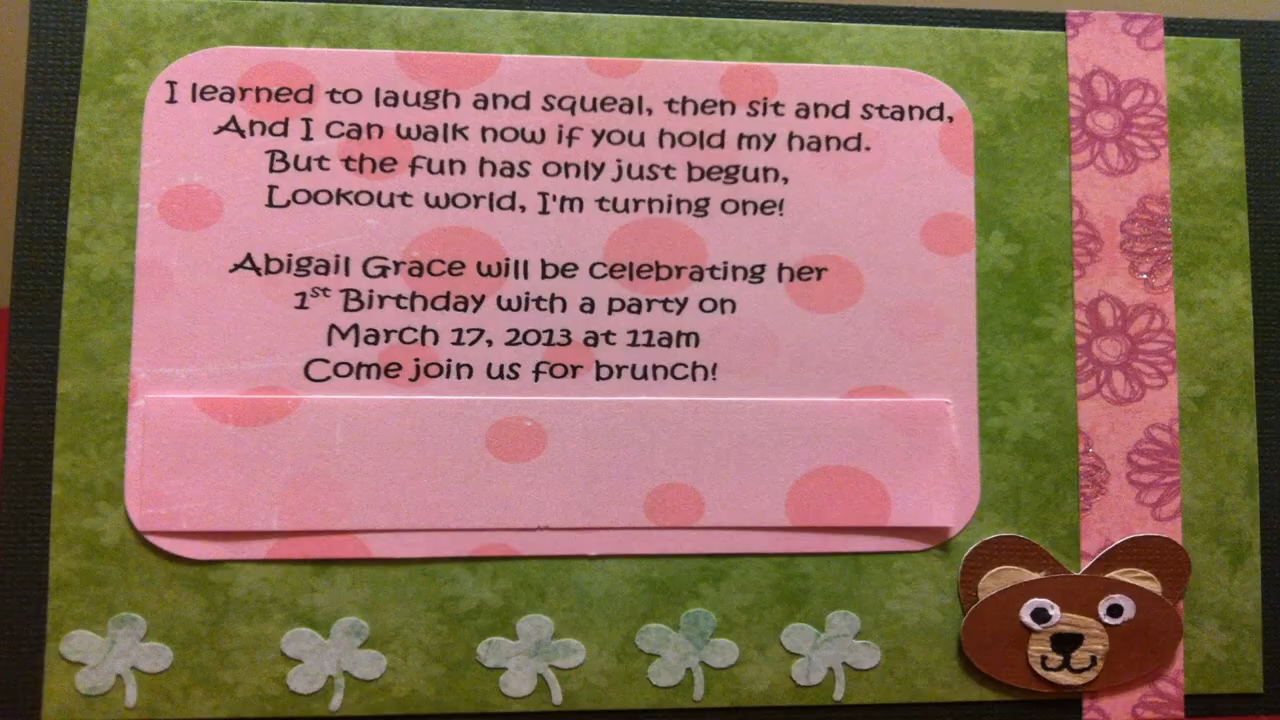 I learned to laugh and squeal, then sit and stand,
And I can walk now if you hold my hand.
But the fun has only just begun,
Lookout world, I'm turning one!
Abigail Grace will be celebrating her
1st Birthday with a party on
March 17, 2013 at 11am
Come join us for brunch!